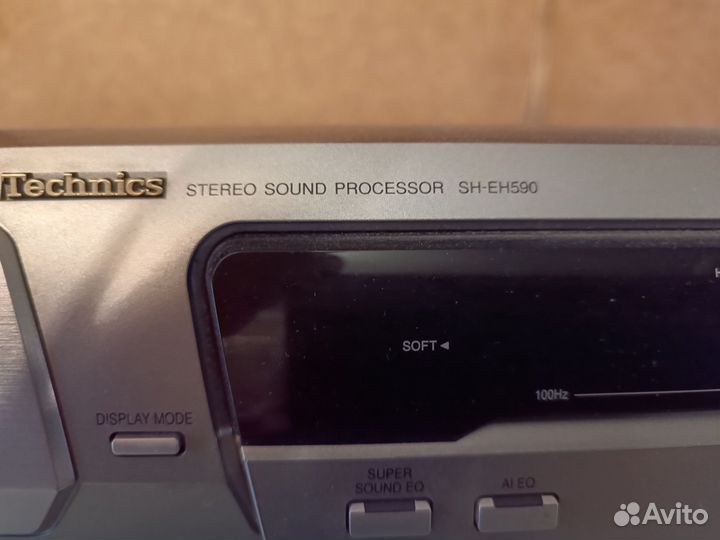 Technics STEREO SOUND PROCESSOR SH-EH590
SOFT ◄
100Hz
DISPLAY MODE
SUPER
SOUND EQ
AI EQ
Avito